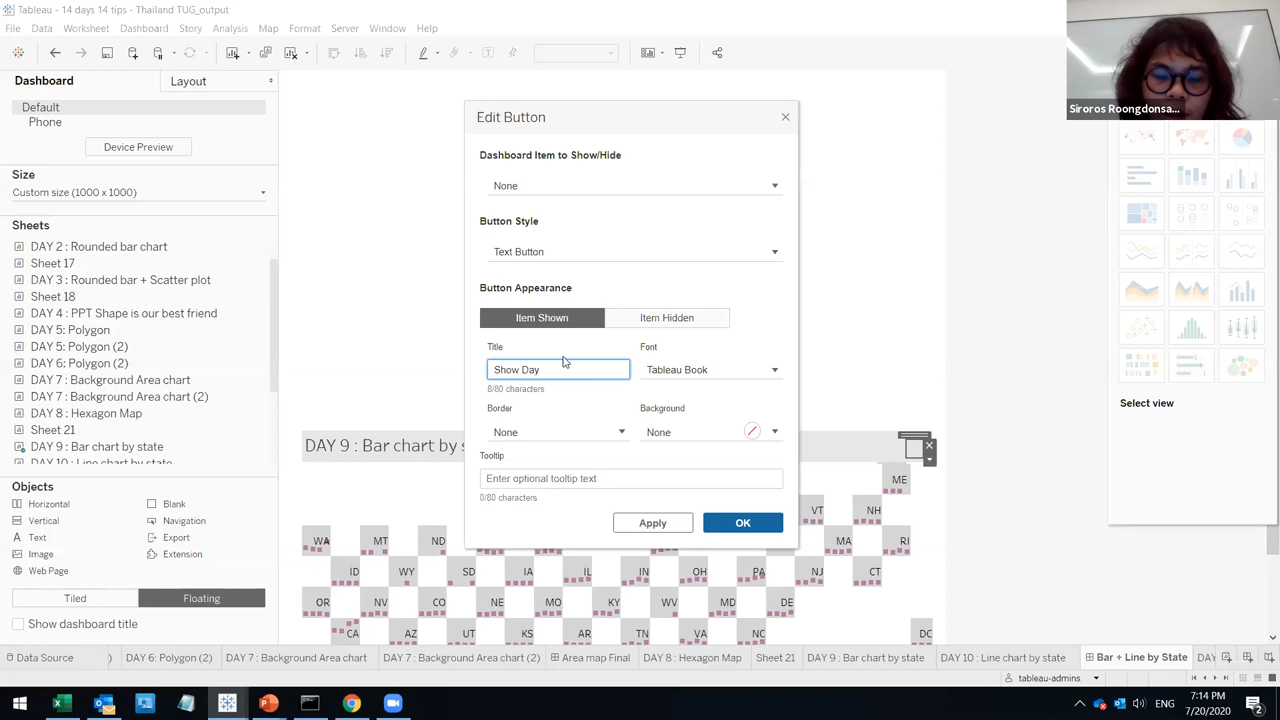 Tableau - 14 days 14 tips - Thailand TUG_output
File Data Worksheet Dashboard Story Analysis Map Format Server Window Help
Siroros Roongdonsa...
Dashboard Layout
Default
Phone
Device Preview
Size
Custom size (1000 x 1000)
Sheets
DAY 2 : Rounded bar chart
Sheet 17
DAY 3 : Rounded bar + Scatter plot
Sheet 18
DAY 4 : PPT Shape is our best friend
DAY 5: Polygon
DAY 5: Polygon (2)
DAY 6: Polygon (2)
DAY 7 : Background Area chart
DAY 7 : Background Area chart (2)
DAY 8 : Hexagon Map
Sheet 21
DAY 9 : Bar chart by state
DAY 10 : Line chart by state
Objects
Horizontal Blank
Vertical Navigation
Text Export
Image Extension
Web Page
Tiled Floating
Show dashboard title
Edit Button
Dashboard Item to Show/Hide
None
Button Style
Text Button
Button Appearance
Item Shown Item Hidden
Title Font
Show Day Tableau Book
8/80 characters
Border Background
None None
Tooltip
Enter optional tooltip text
0/80 characters
Apply OK
DAY 9 : Bar chart by s
ME
VT NH
WA MT ND MA RI
ID WY SD IA IL IN OH PA NJ CT
OR NV CO NE MO KY WV MD DE
CA AZ UT KS AR TN VA NC DC
Select view
Data Source ) DAY 6: Polygon (2) DAY 7 : Background Area chart DAY 7 : Background Area chart (2) Area map Final DAY 8 : Hexagon Map Sheet 21 DAY 9 : Bar chart by state DAY 10 : Line chart by state Bar + Line by State DAY
tableau-admins
ENG
7:14 PM
7/20/2020
2